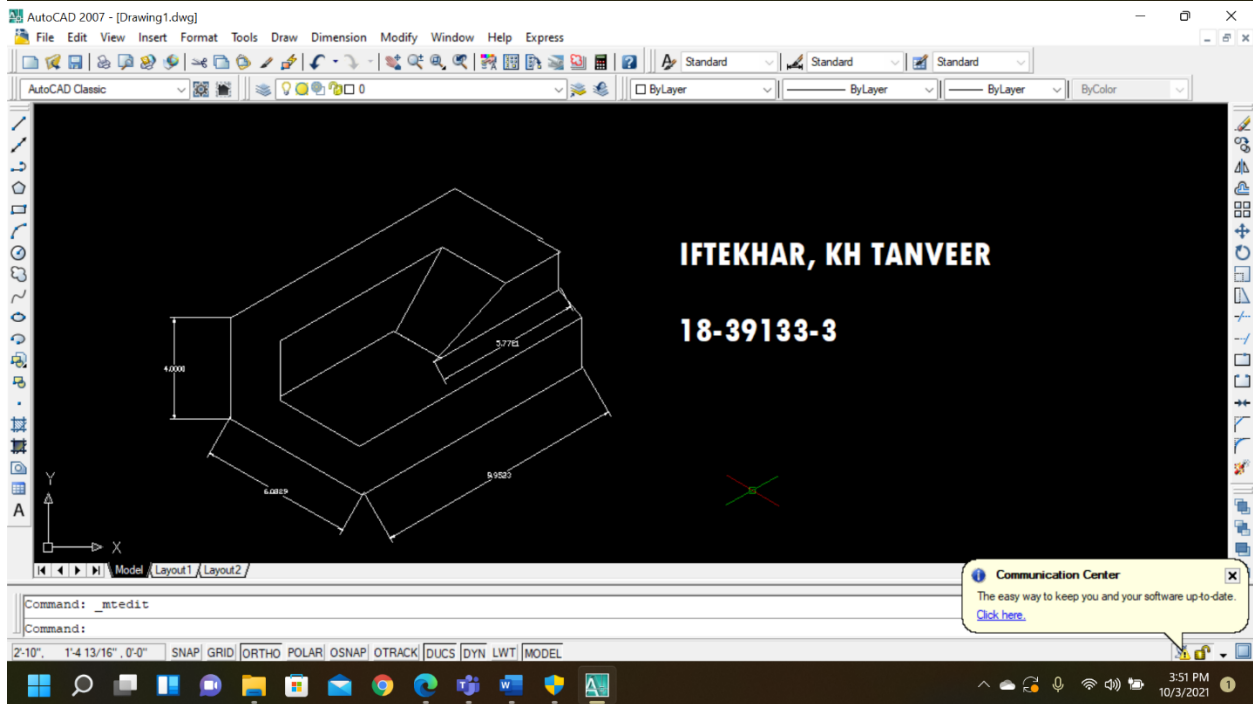 AutoCAD 2007 - [Drawing1.dwg]
File Edit View Insert Format Tools Draw Dimension Modify Window Help Express
Standard Standard Standard
AutoCAD Classic 0 ByLayer ByLayer ByLayer ByColor
IFTEKHAR, KH TANVEER
18-39133-3
5.7721
4.0000
9.9520
Y
A
X
Model Layout1 Layout2
Communication Center
The easy way to keep you and your software up-to-date.
Click here.
Command: _mtedit
Command:
2'-10", 1'-4 13/16" , 0'-0" SNAP GRID ORTHO POLAR OSNAP OTRACK DUCS DYN LWT MODEL
3:51 PM
10/3/2021
1